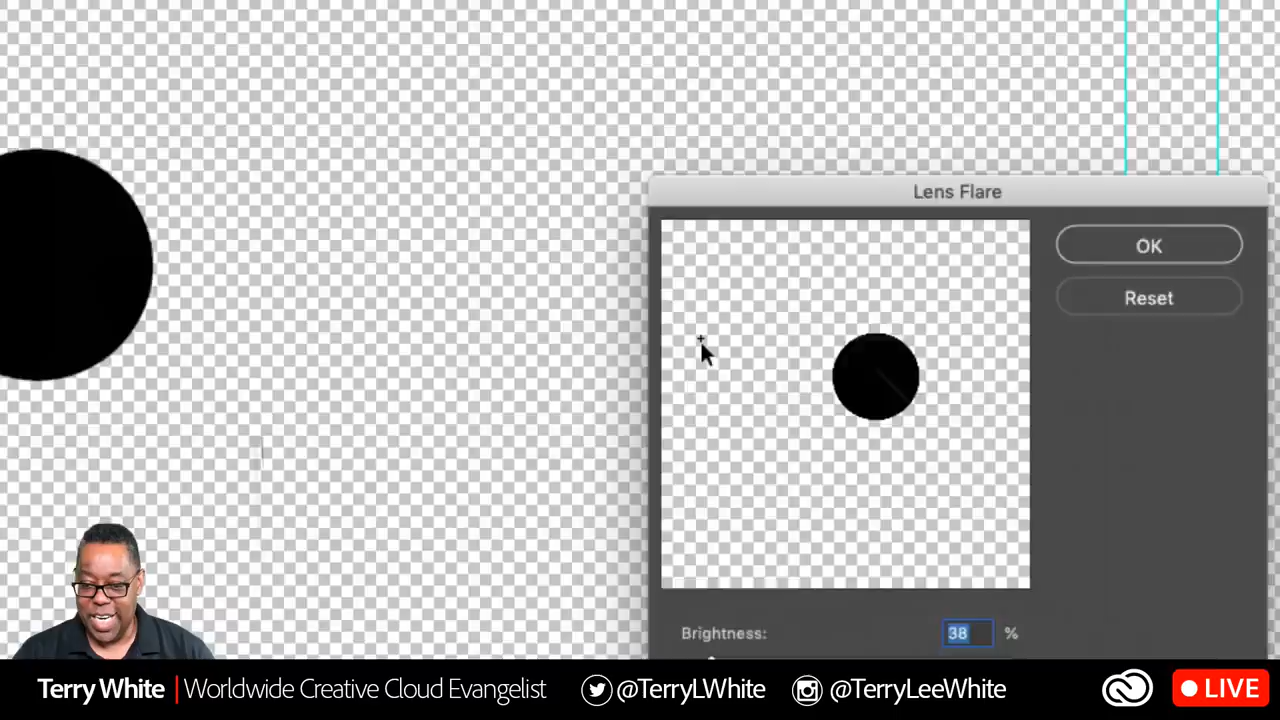 Lens Flare
OK
Reset
Brightness: 38 %
Terry White | Worldwide Creative Cloud Evangelist @TerryLWhite @TerryLeeWhite LIVE